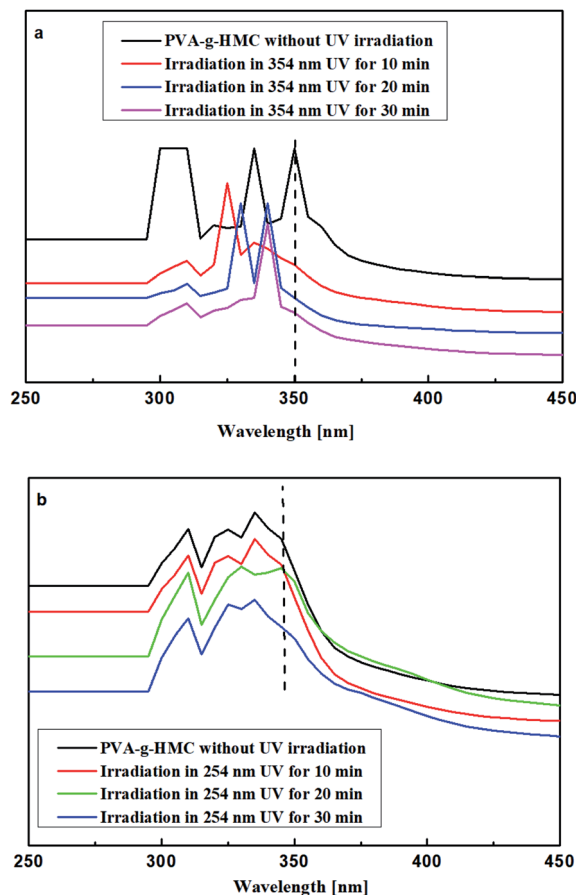 a
PVA-g-HMC without UV irradiation
Irradiation in 354 nm UV for 10 min
Irradiation in 354 nm UV for 20 min
Irradiation in 354 nm UV for 30 min
250 300 350 400 450
Wavelength [nm]
b
PVA-g-HMC without UV irradiation
Irradiation in 254 nm UV for 10 min
Irradiation in 254 nm UV for 20 min
Irradiation in 254 nm UV for 30 min
250 300 350 400 450
Wavelength [nm]